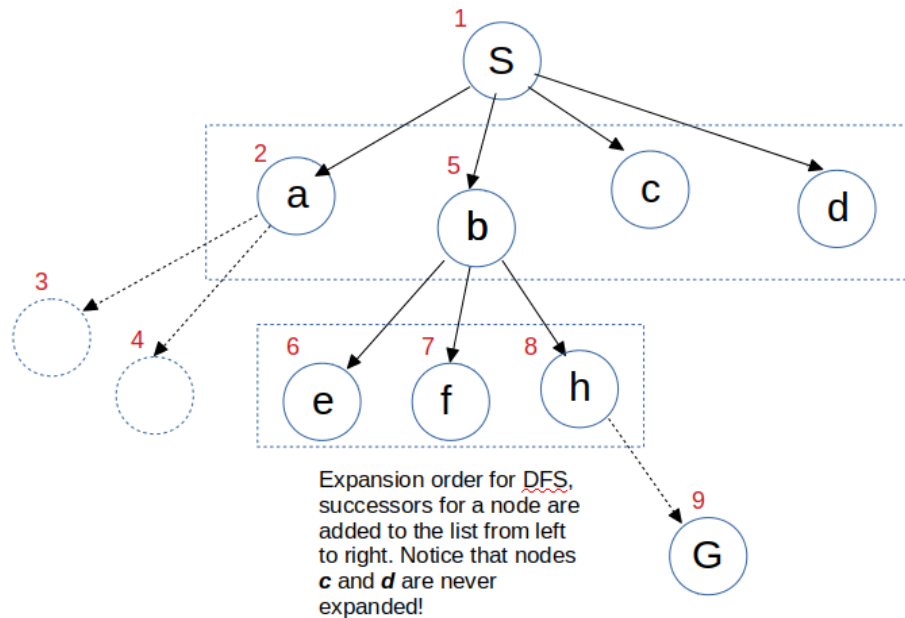 1
S
2
a
5
b
c
d
3
4
6
e
7
f
8
h
9
G
Expansion order for DFS,
successors for a node are
added to the list from left
to right. Notice that nodes
c and d are never
expanded!